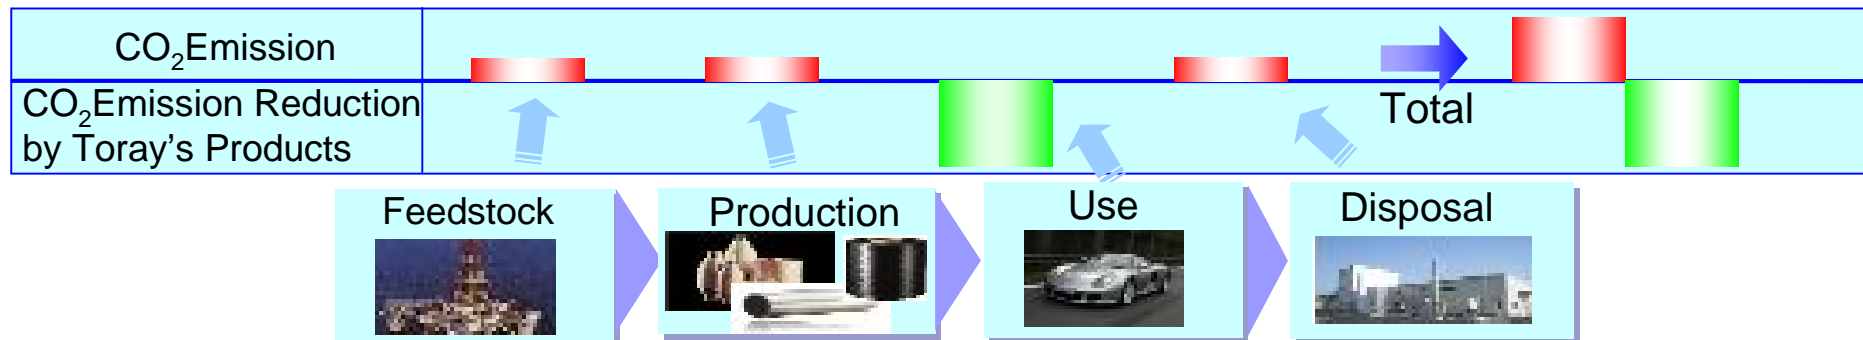 CO₂Emission
CO₂Emission Reduction
by Toray's Products
Total
Feedstock
Production
Use
Disposal